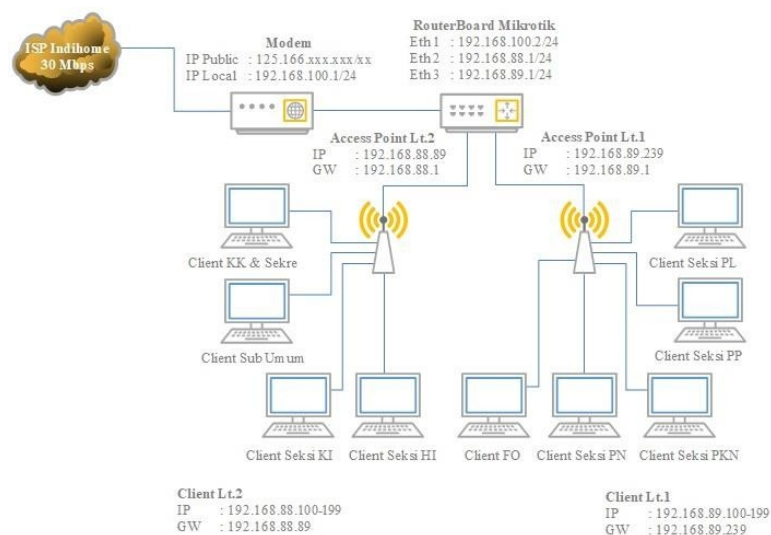 ISP Indihome
30 Mbps
Modem
IP Public : 125.166.xxx.xxx/xx
IP Local : 192.168.100.1/24
RouterBoard Mikrotik
Eth 1 : 192.168.100.2/24
Eth 2 : 192.168.88.1/24
Eth 3 : 192.168.89.1/24
Access Point Lt.2
IP : 192.168.88.89
GW : 192.168.88.1
Access Point Lt.1
IP : 192.168.89.239
GW : 192.168.89.1
Client KK & Sekre
Client Seksi PL
Client Sub Umum
Client Seksi PP
Client Seksi KI
Client Seksi HI
Client FO
Client Seksi PN
Client Seksi PKN
Client Lt.2
IP : 192.168.88.100-199
GW : 192.168.88.89
Client Lt.1
IP : 192.168.89.100-199
GW : 192.168.89.239